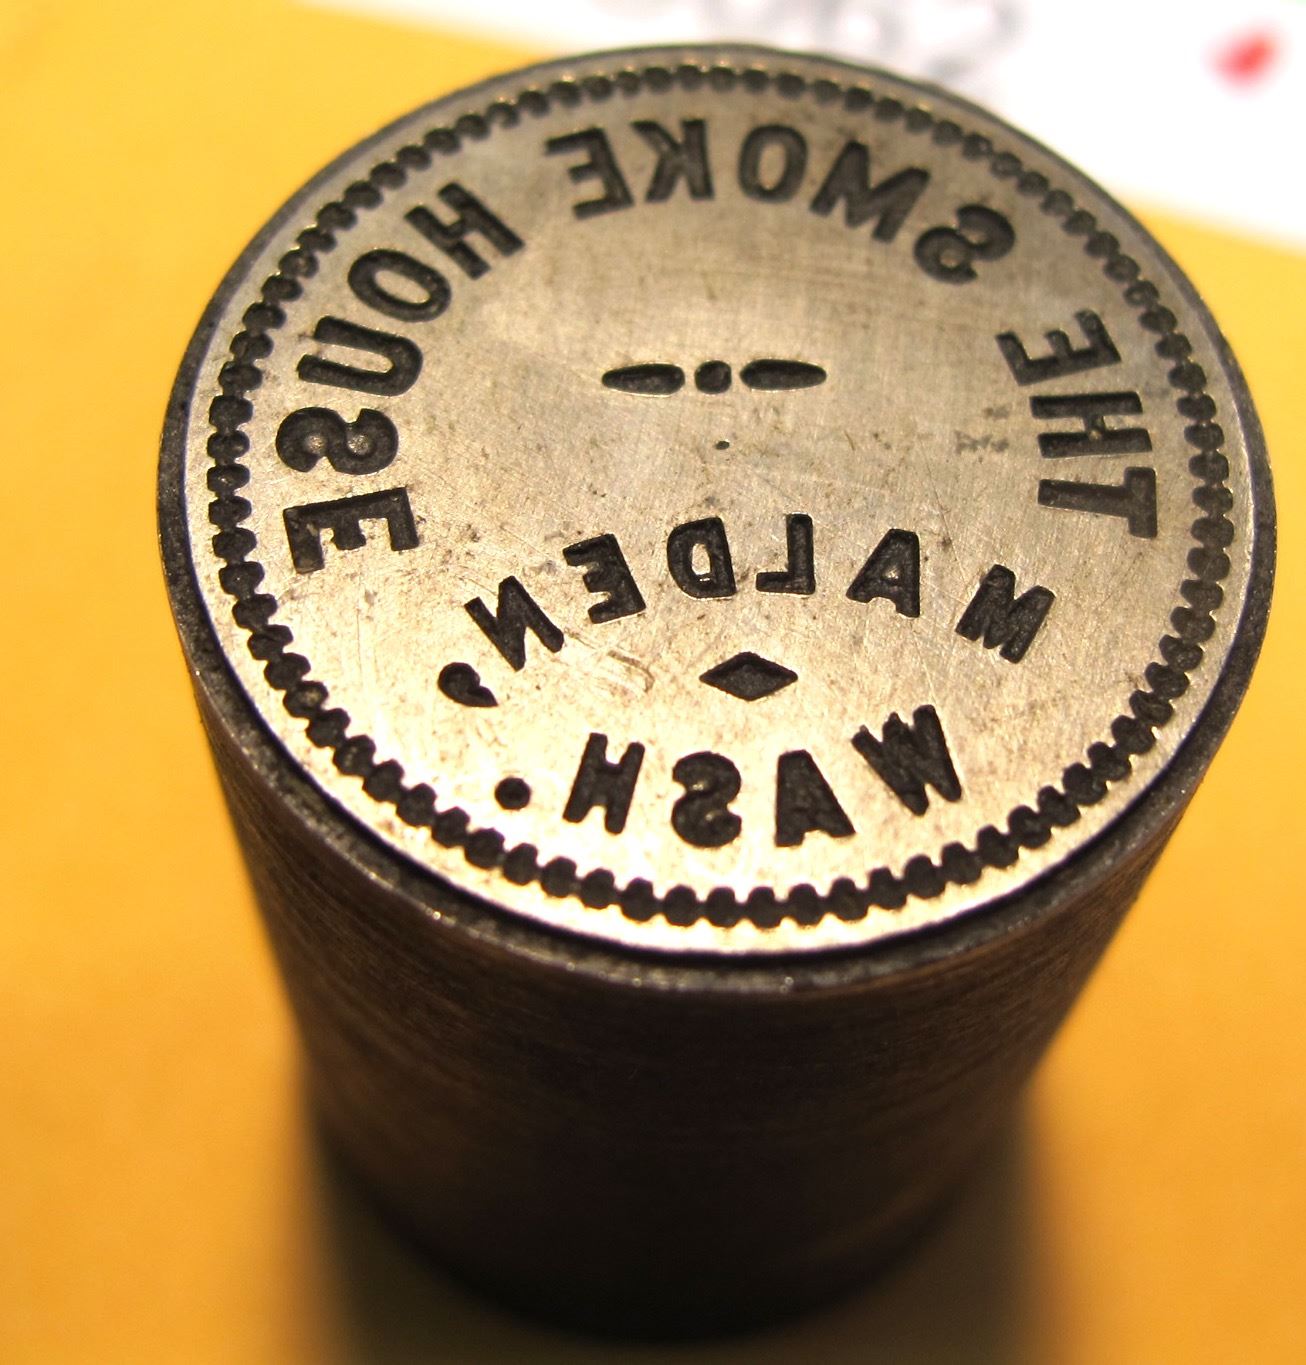 THE SMOKE HOUSE
MALDEN,
WASH.